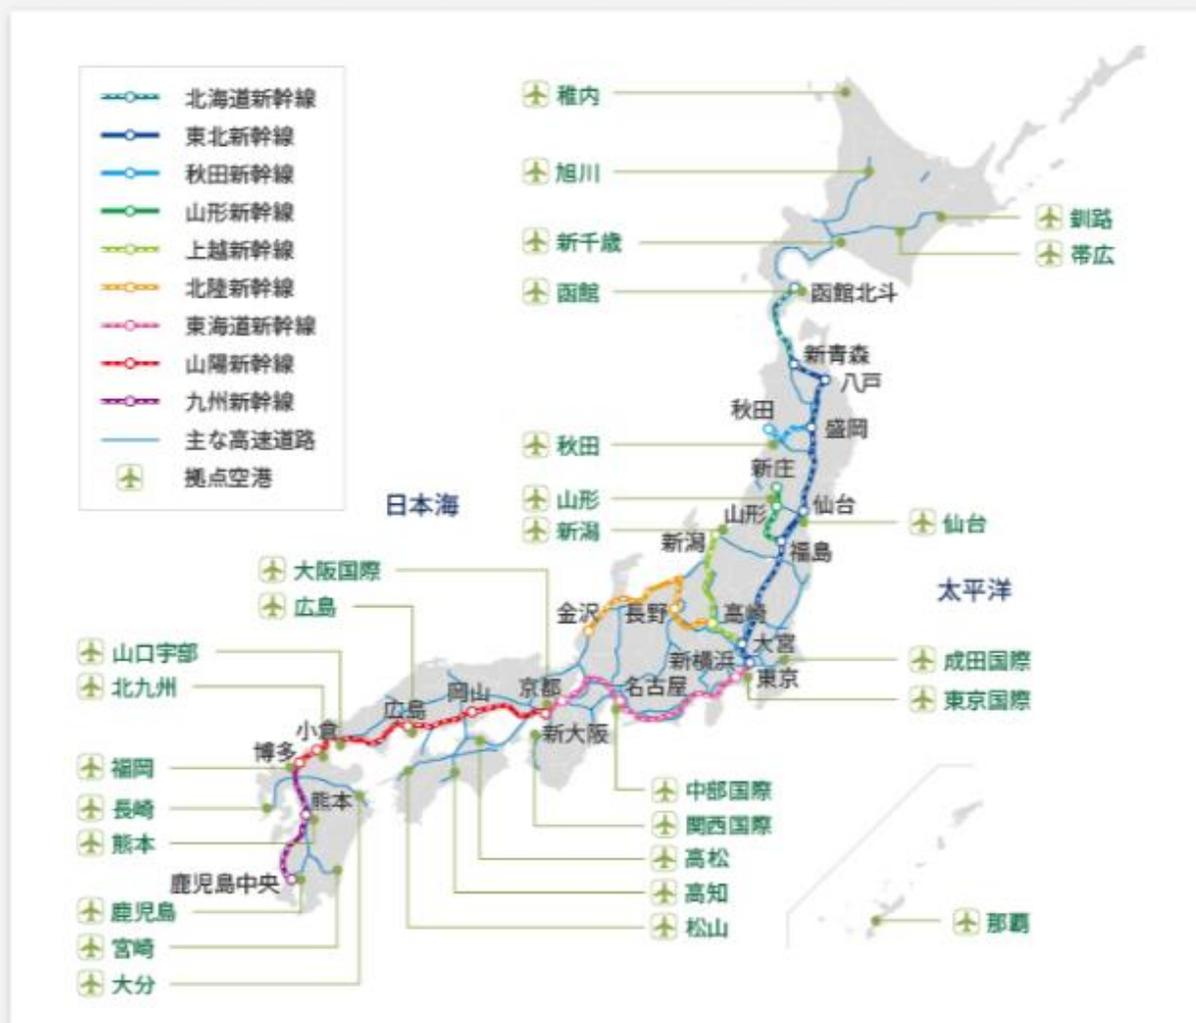 北海道新幹線
東北新幹線
秋田新幹線
山形新幹線
上越新幹線
北陸新幹線
東海道新幹線
山陽新幹線
九州新幹線
主な高速道路
拠点空港
稚内
旭川
釧路
新千歳
帯広
函館
函館北斗
新青森
八戸
秋田
盛岡
秋田
新庄
日本海
山形
山形
仙台
仙台
新潟
新潟
福島
大阪国際
太平洋
広島
金沢
長野
高崎
大宮
山口宇部
新横浜
成田国際
北九州
岡山
京都
名古屋
東京
東京国際
広島
小倉
新大阪
博多
福岡
中部国際
長崎
熊本
関西国際
熊本
高松
鹿児島中央
高知
鹿児島
松山
那覇
宮崎
大分